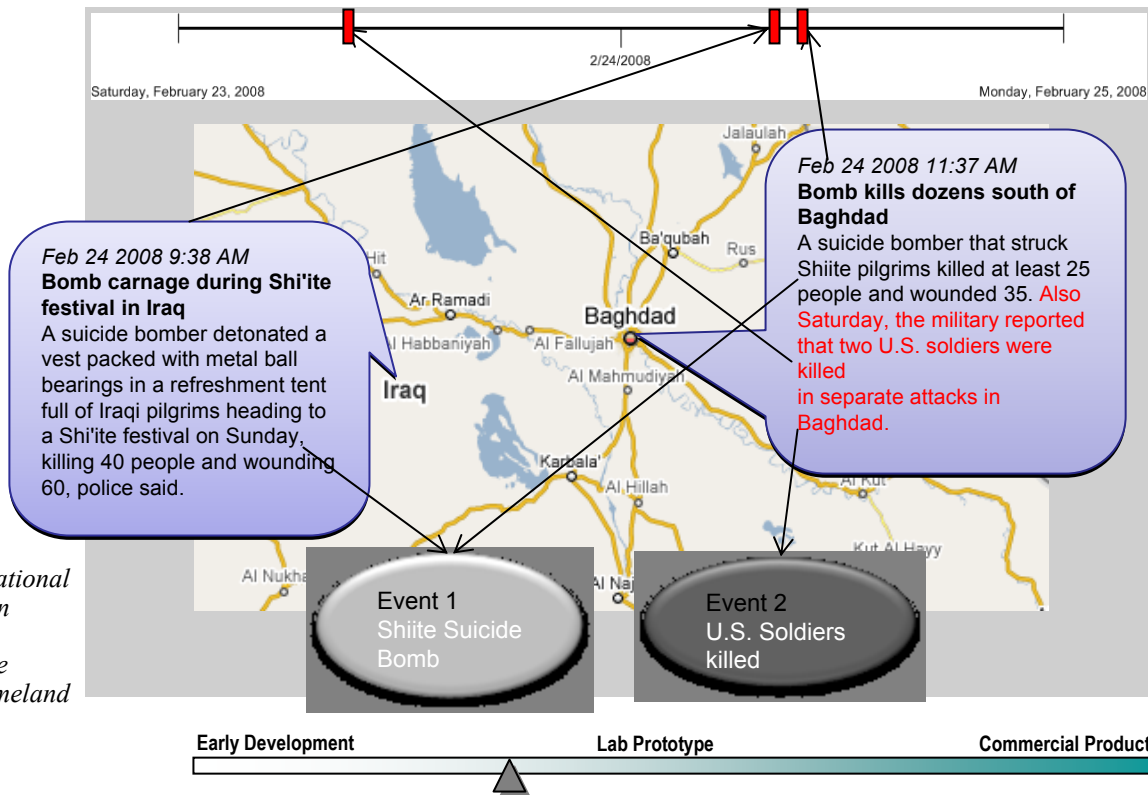 2/24/2008
Saturday, February 23, 2008
Monday, February 25, 2008
Jalaulah
Hit
Ba'qubah
Rus
Ar Ramadi
Baghdad
Al Habbaniyah
Al Fallujah
Iraq
Al Mahmudiyah
Karbala'
Al Hillah
Al Kut
Kut Al Hayy
Al Nukha
Al Naj
Feb 24 2008 9:38 AM
Bomb carnage during Shi'ite
festival in Iraq
A suicide bomber detonated a
vest packed with metal ball
bearings in a refreshment tent
full of Iraqi pilgrims heading to
a Shi'ite festival on Sunday,
killing 40 people and wounding
60, police said.
Feb 24 2008 11:37 AM
Bomb kills dozens south of
Baghdad
A suicide bomber that struck
Shiite pilgrims killed at least 25
people and wounded 35. Also
Saturday, the military reported
that two U.S. soldiers were
killed
in separate attacks in
Baghdad.
ational
n
e
meland
Event 1
Shiite Suicide
Bomb
Event 2
U.S. Soldiers
killed
Early Development
Lab Prototype
Commercial Product